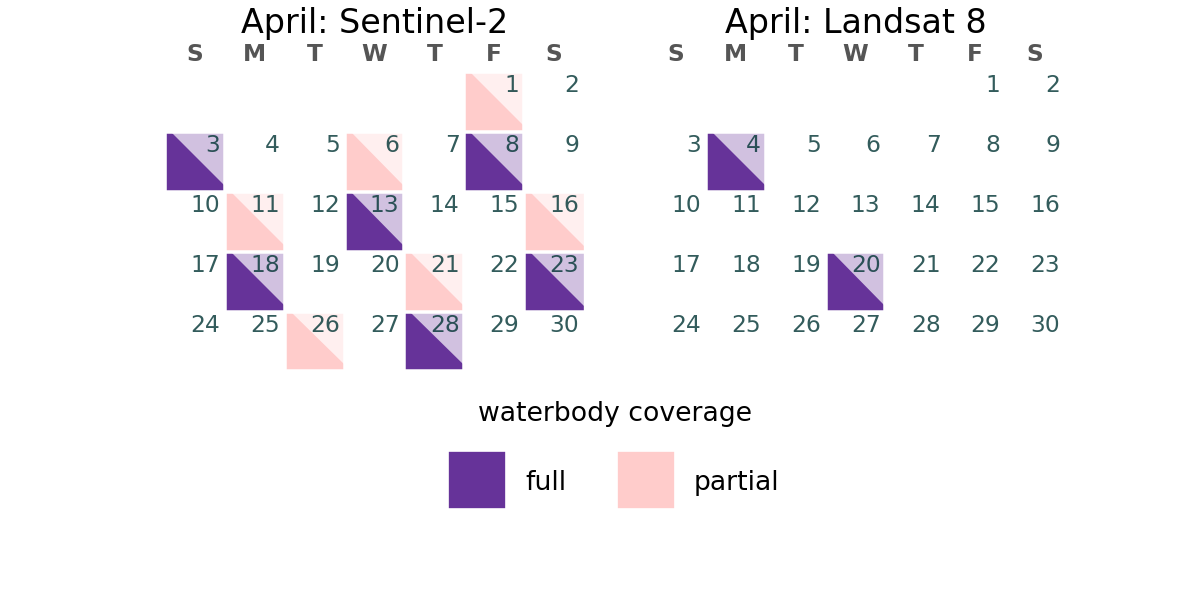 April: Sentinel-2
S M T W T F S
1 2
3 4 5 6 7 8 9
10 11 12 13 14 15 16
17 18 19 20 21 22 23
24 25 26 27 28 29 30
April: Landsat 8
S M T W T F S
1 2
3 4 5 6 7 8 9
10 11 12 13 14 15 16
17 18 19 20 21 22 23
24 25 26 27 28 29 30
waterbody coverage
full
partial